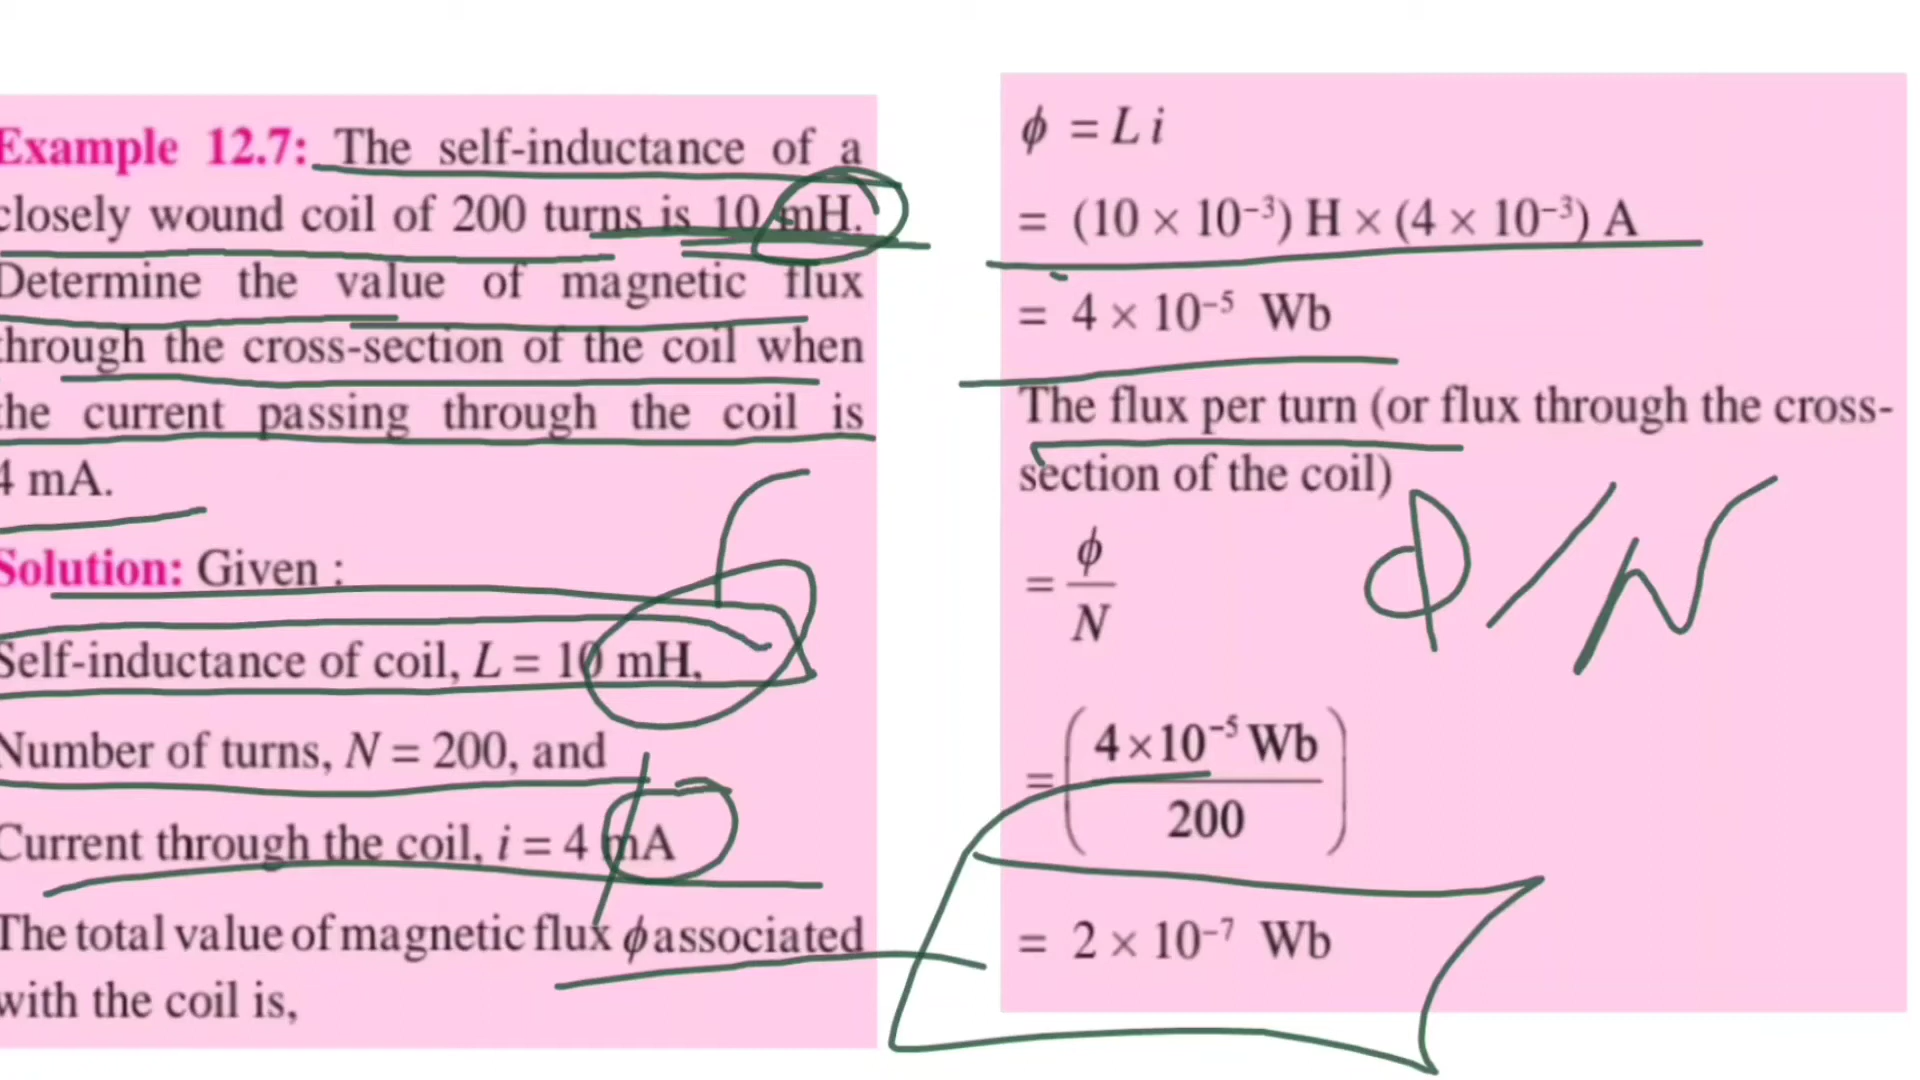 Example 12.7: The self-inductance of a
closely wound coil of 200 turns is 10 mH.
Determine the value of magnetic flux
through the cross-section of the coil when
the current passing through the coil is
4 mA.
Solution: Given :
Self-inductance of coil, L = 10 mH,
Number of turns, N = 200, and
Current through the coil, i = 4 mA
The total value of magnetic flux ϕ associated
with the coil is,
ϕ = L i
= (10 × 10⁻³) H × (4 × 10⁻³) A
= 4 × 10⁻⁵ Wb
The flux per turn (or flux through the cross-
section of the coil)
= ϕ/N
ϕ/N
= (4×10⁻⁵ Wb / 200)
= 2 × 10⁻⁷ Wb